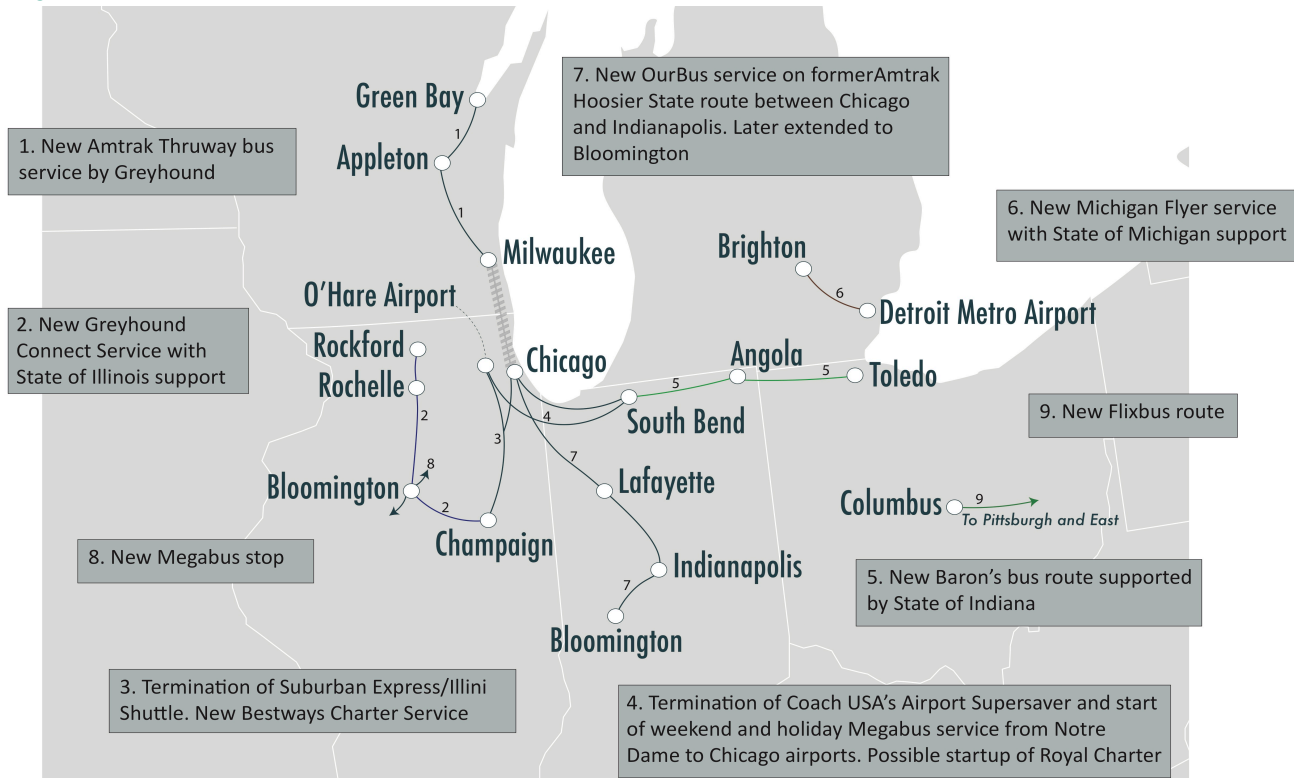 7. New OurBus service on formerAmtrak
Hoosier State route between Chicago
and Indianapolis. Later extended to
Bloomington
Green Bay
1
1. New Amtrak Thruway bus
service by Greyhound
Appleton
1
6. New Michigan Flyer service
with State of Michigan support
Milwaukee
Brighton
6
Detroit Metro Airport
O'Hare Airport
2. New Greyhound
Connect Service with
State of Illinois support
Rockford
Rochelle
2
Chicago
Angola
5
5
Toledo
South Bend
4
3
9. New Flixbus route
7
8
Bloomington
2
Champaign
Lafayette
Columbus
9
To Pittsburgh and East
8. New Megabus stop
Indianapolis
7
Bloomington
5. New Baron's bus route supported
by State of Indiana
3. Termination of Suburban Express/Illini
Shuttle. New Bestways Charter Service
4. Termination of Coach USA's Airport Supersaver and start
of weekend and holiday Megabus service from Notre
Dame to Chicago airports. Possible startup of Royal Charter